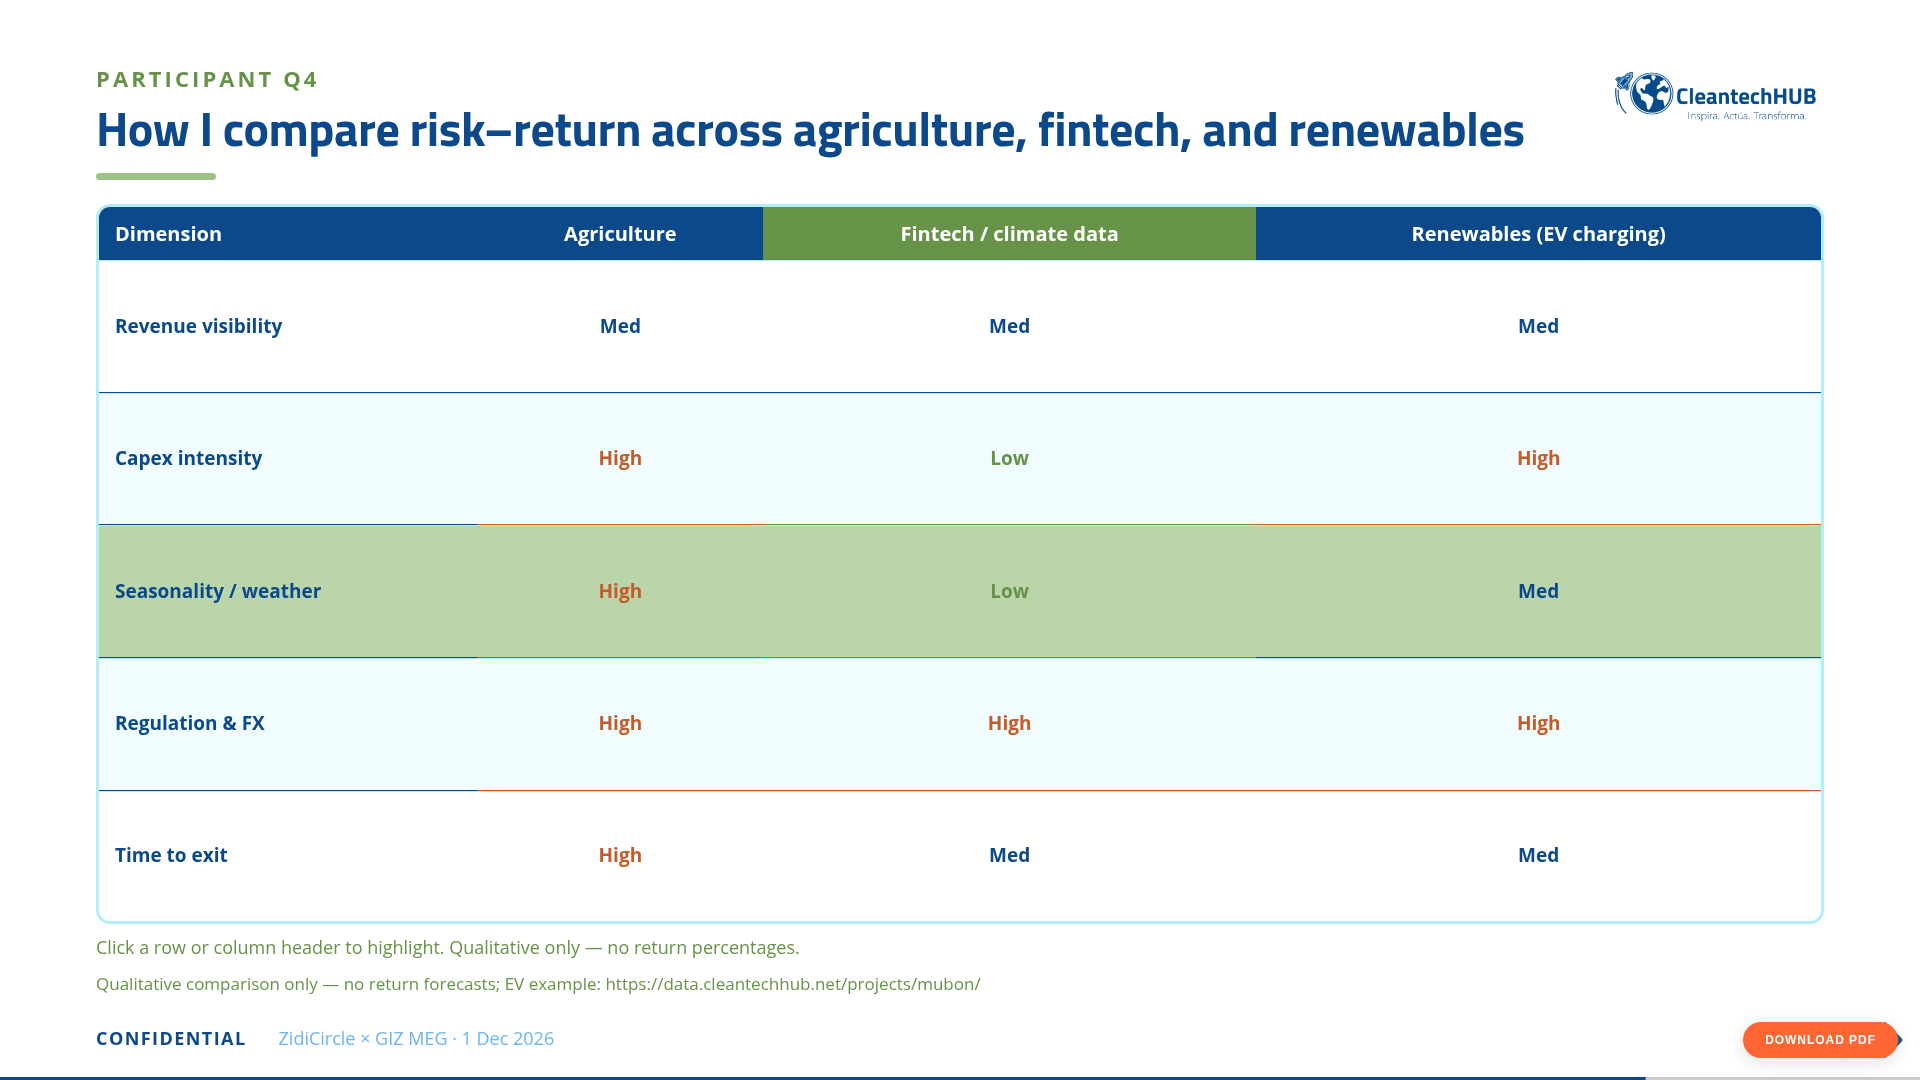 PARTICIPANT Q4
How I compare risk–return across agriculture, fintech, and renewables
CleantechHUB
Inspira. Actúa. Transforma.
Dimension Agriculture Fintech / climate data Renewables (EV charging)
Revenue visibility Med Med Med
Capex intensity High Low High
Seasonality / weather High Low Med
Regulation & FX High High High
Time to exit High Med Med
Click a row or column header to highlight. Qualitative only — no return percentages.
Qualitative comparison only — no return forecasts; EV example: https://data.cleantechhub.net/projects/mubon/
CONFIDENTIAL ZidiCircle × GIZ MEG · 1 Dec 2026
DOWNLOAD PDF